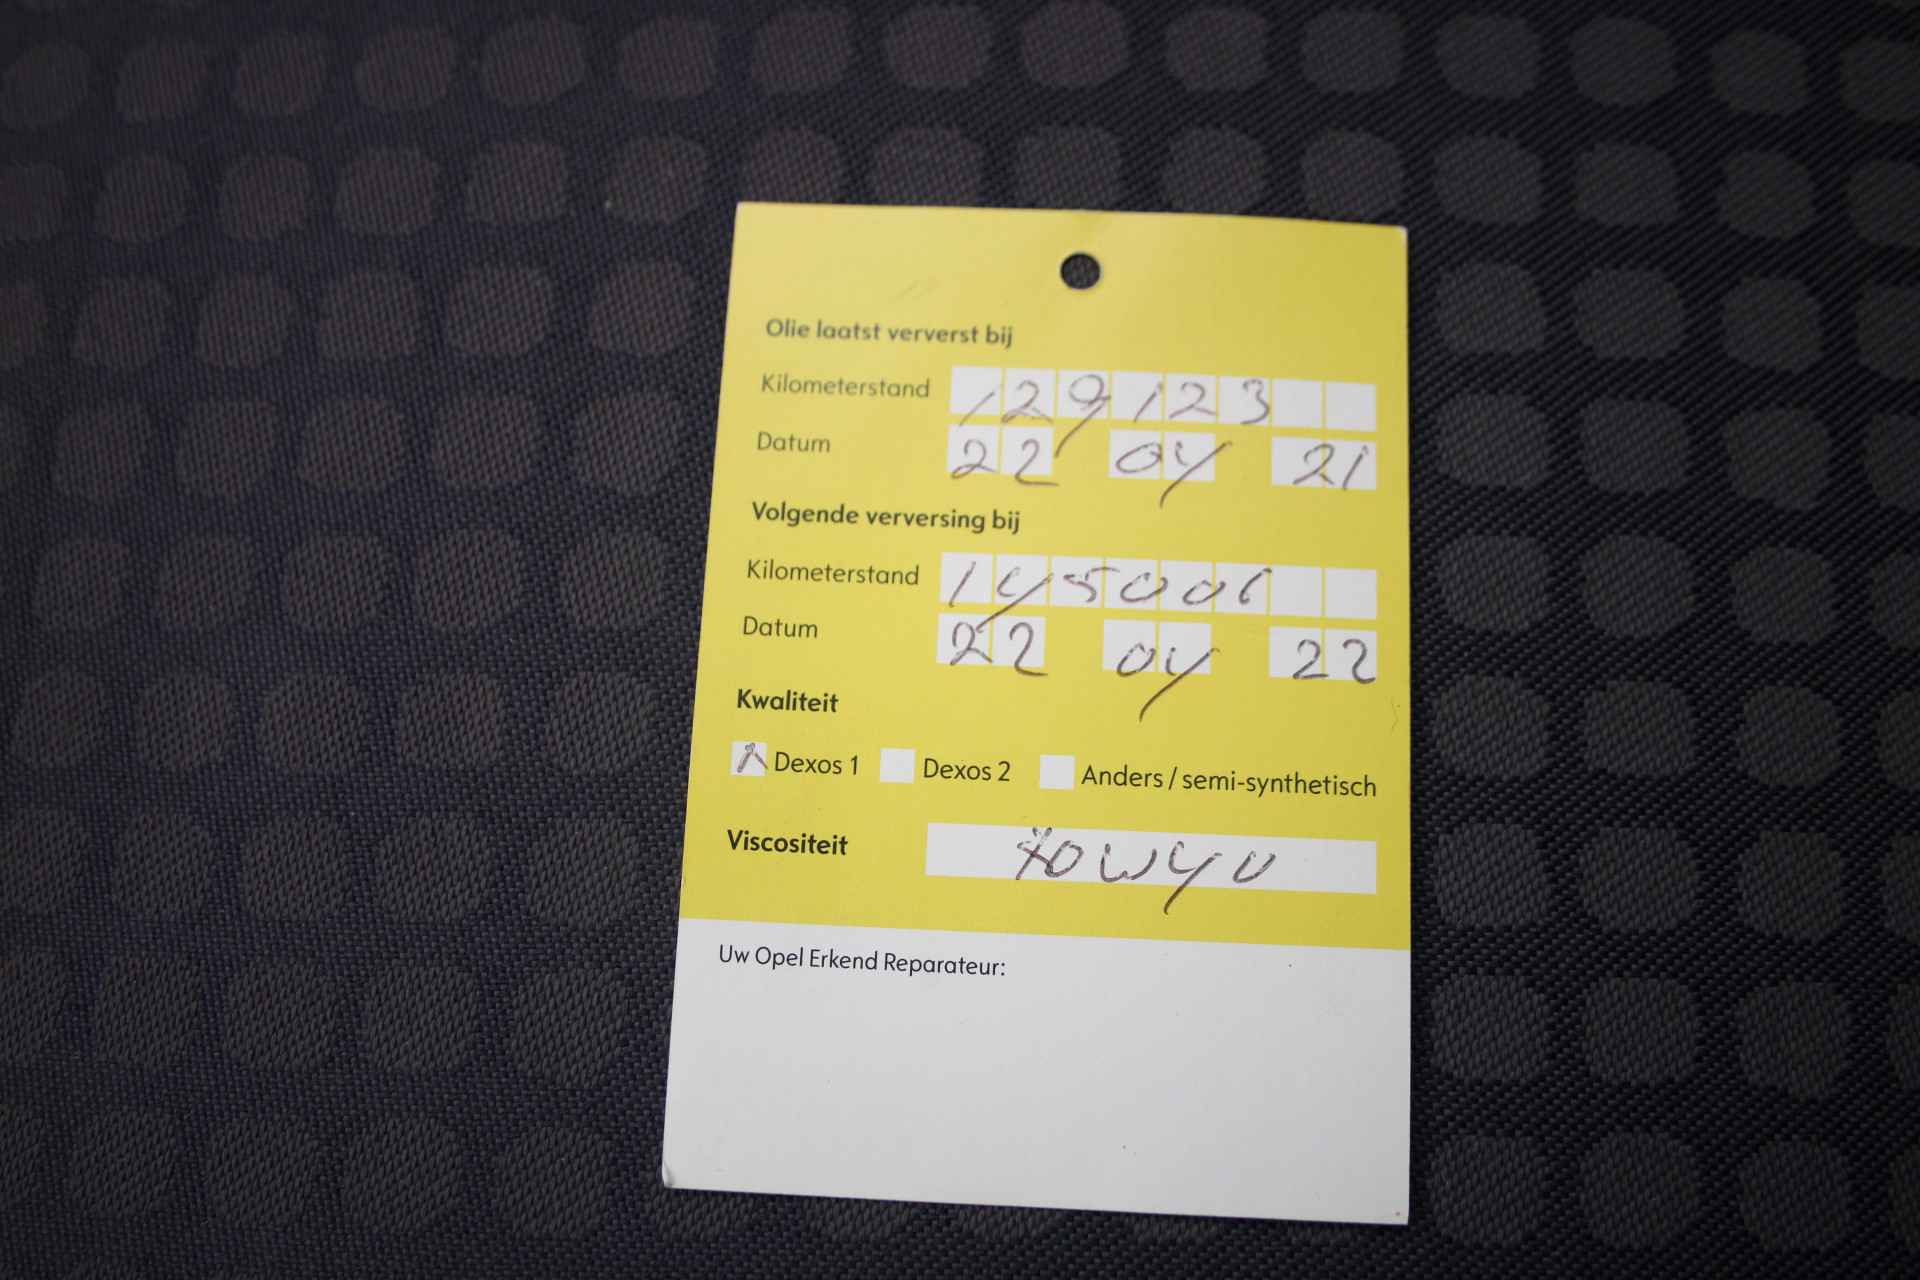 Olie laatst ververst bij
Kilometerstand 129123
Datum 22 04 21
Volgende verversing bij
Kilometerstand 145000
Datum 22 04 22
Kwaliteit
x Dexos 1 Dexos 2 Anders / semi-synthetisch
Viscositeit
Uw Opel Erkend Reparateur: